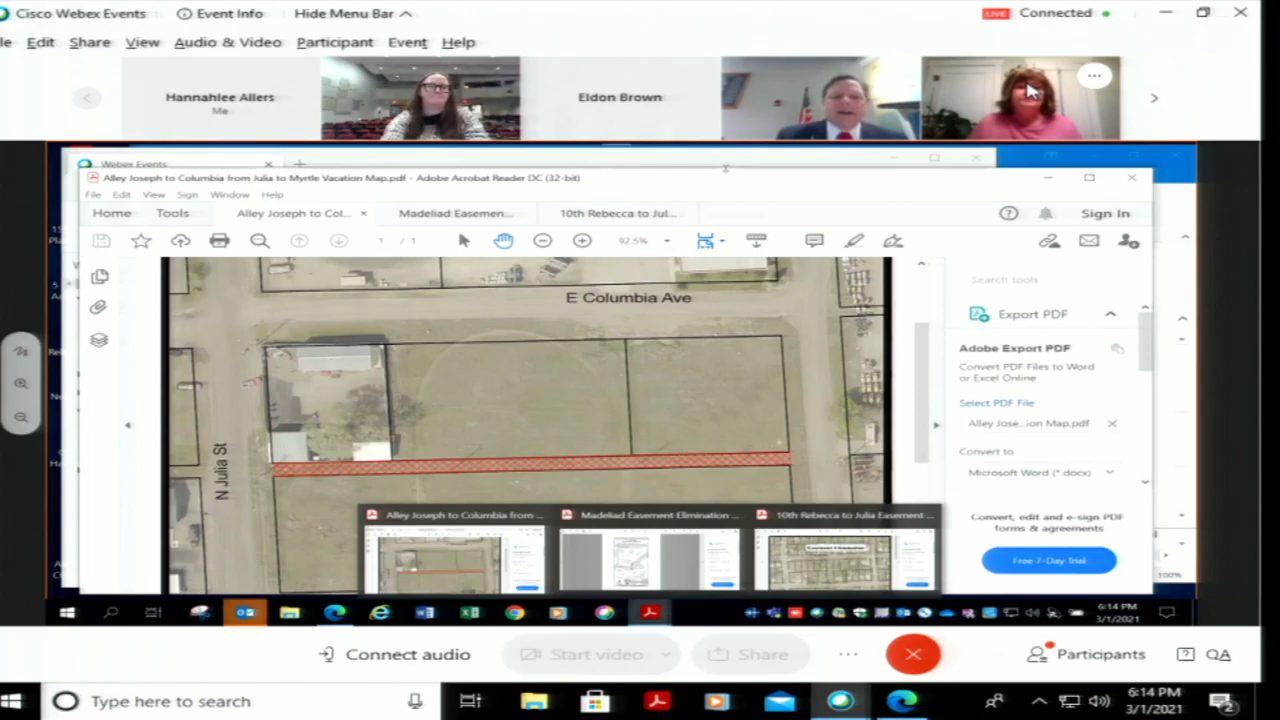 Cisco Webex Events Event Info Hide Menu Bar LIVE Connected
le Edit Share View Audio & Video Participant Event Help
Hannahlee Allers
Me
Eldon Brown
Webex Events
Alley Joseph to Columbia from Julia to Myrtle Vacation Map.pdf - Adobe Acrobat Reader DC (32-bit)
File Edit View Sign Window Help
Home Tools Alley Joseph to Col... Madeliad Easemen... 10th Rebecca to Jul... Sign In
1 / 1 92.5%
E Columbia Ave
N Julia St
Search tools
Export PDF
Adobe Export PDF
Convert PDF Files to Word
or Excel Online
Select PDF File
Alley Jose...ion Map.pdf
Convert to
Microsoft Word (*.docx)
Convert, edit and e-sign PDF
forms & agreements
Free 7-Day Trial
Alley Joseph to Columbia from ... Madeliad Easement Elimination ... 10th Rebecca to Julia Easement ...
100%
6:14 PM
3/1/2021
Connect audio Start video Share Participants QA
Type here to search
6:14 PM
3/1/2021
2